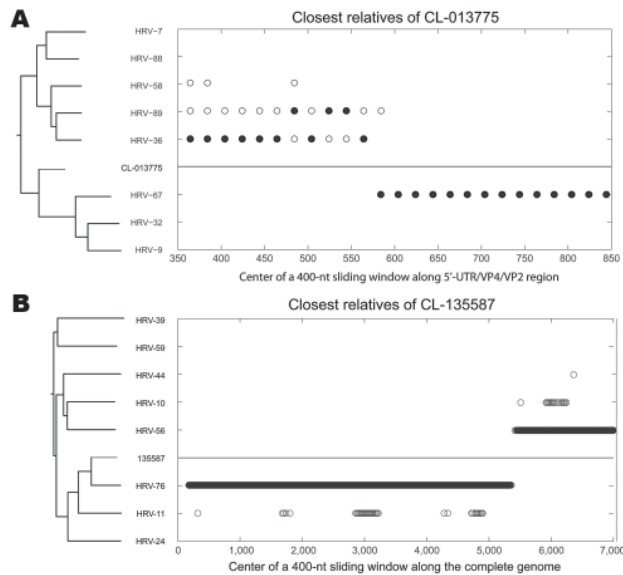 A
Closest relatives of CL-013775
HRV-7
HRV-88
HRV-58
HRV-89
HRV-36
CL-013775
HRV-67
HRV-32
HRV-9
350 400 450 500 550 600 650 700 750 800 850
Center of a 400-nt sliding window along 5'-UTR/VP4/VP2 region
B
Closest relatives of CL-135587
HRV-39
HRV-59
HRV-44
HRV-10
HRV-56
135587
HRV-76
HRV-11
HRV-24
0 1,000 2,000 3,000 4,000 5,000 6,000 7,000
Center of a 400-nt sliding window along the complete genome